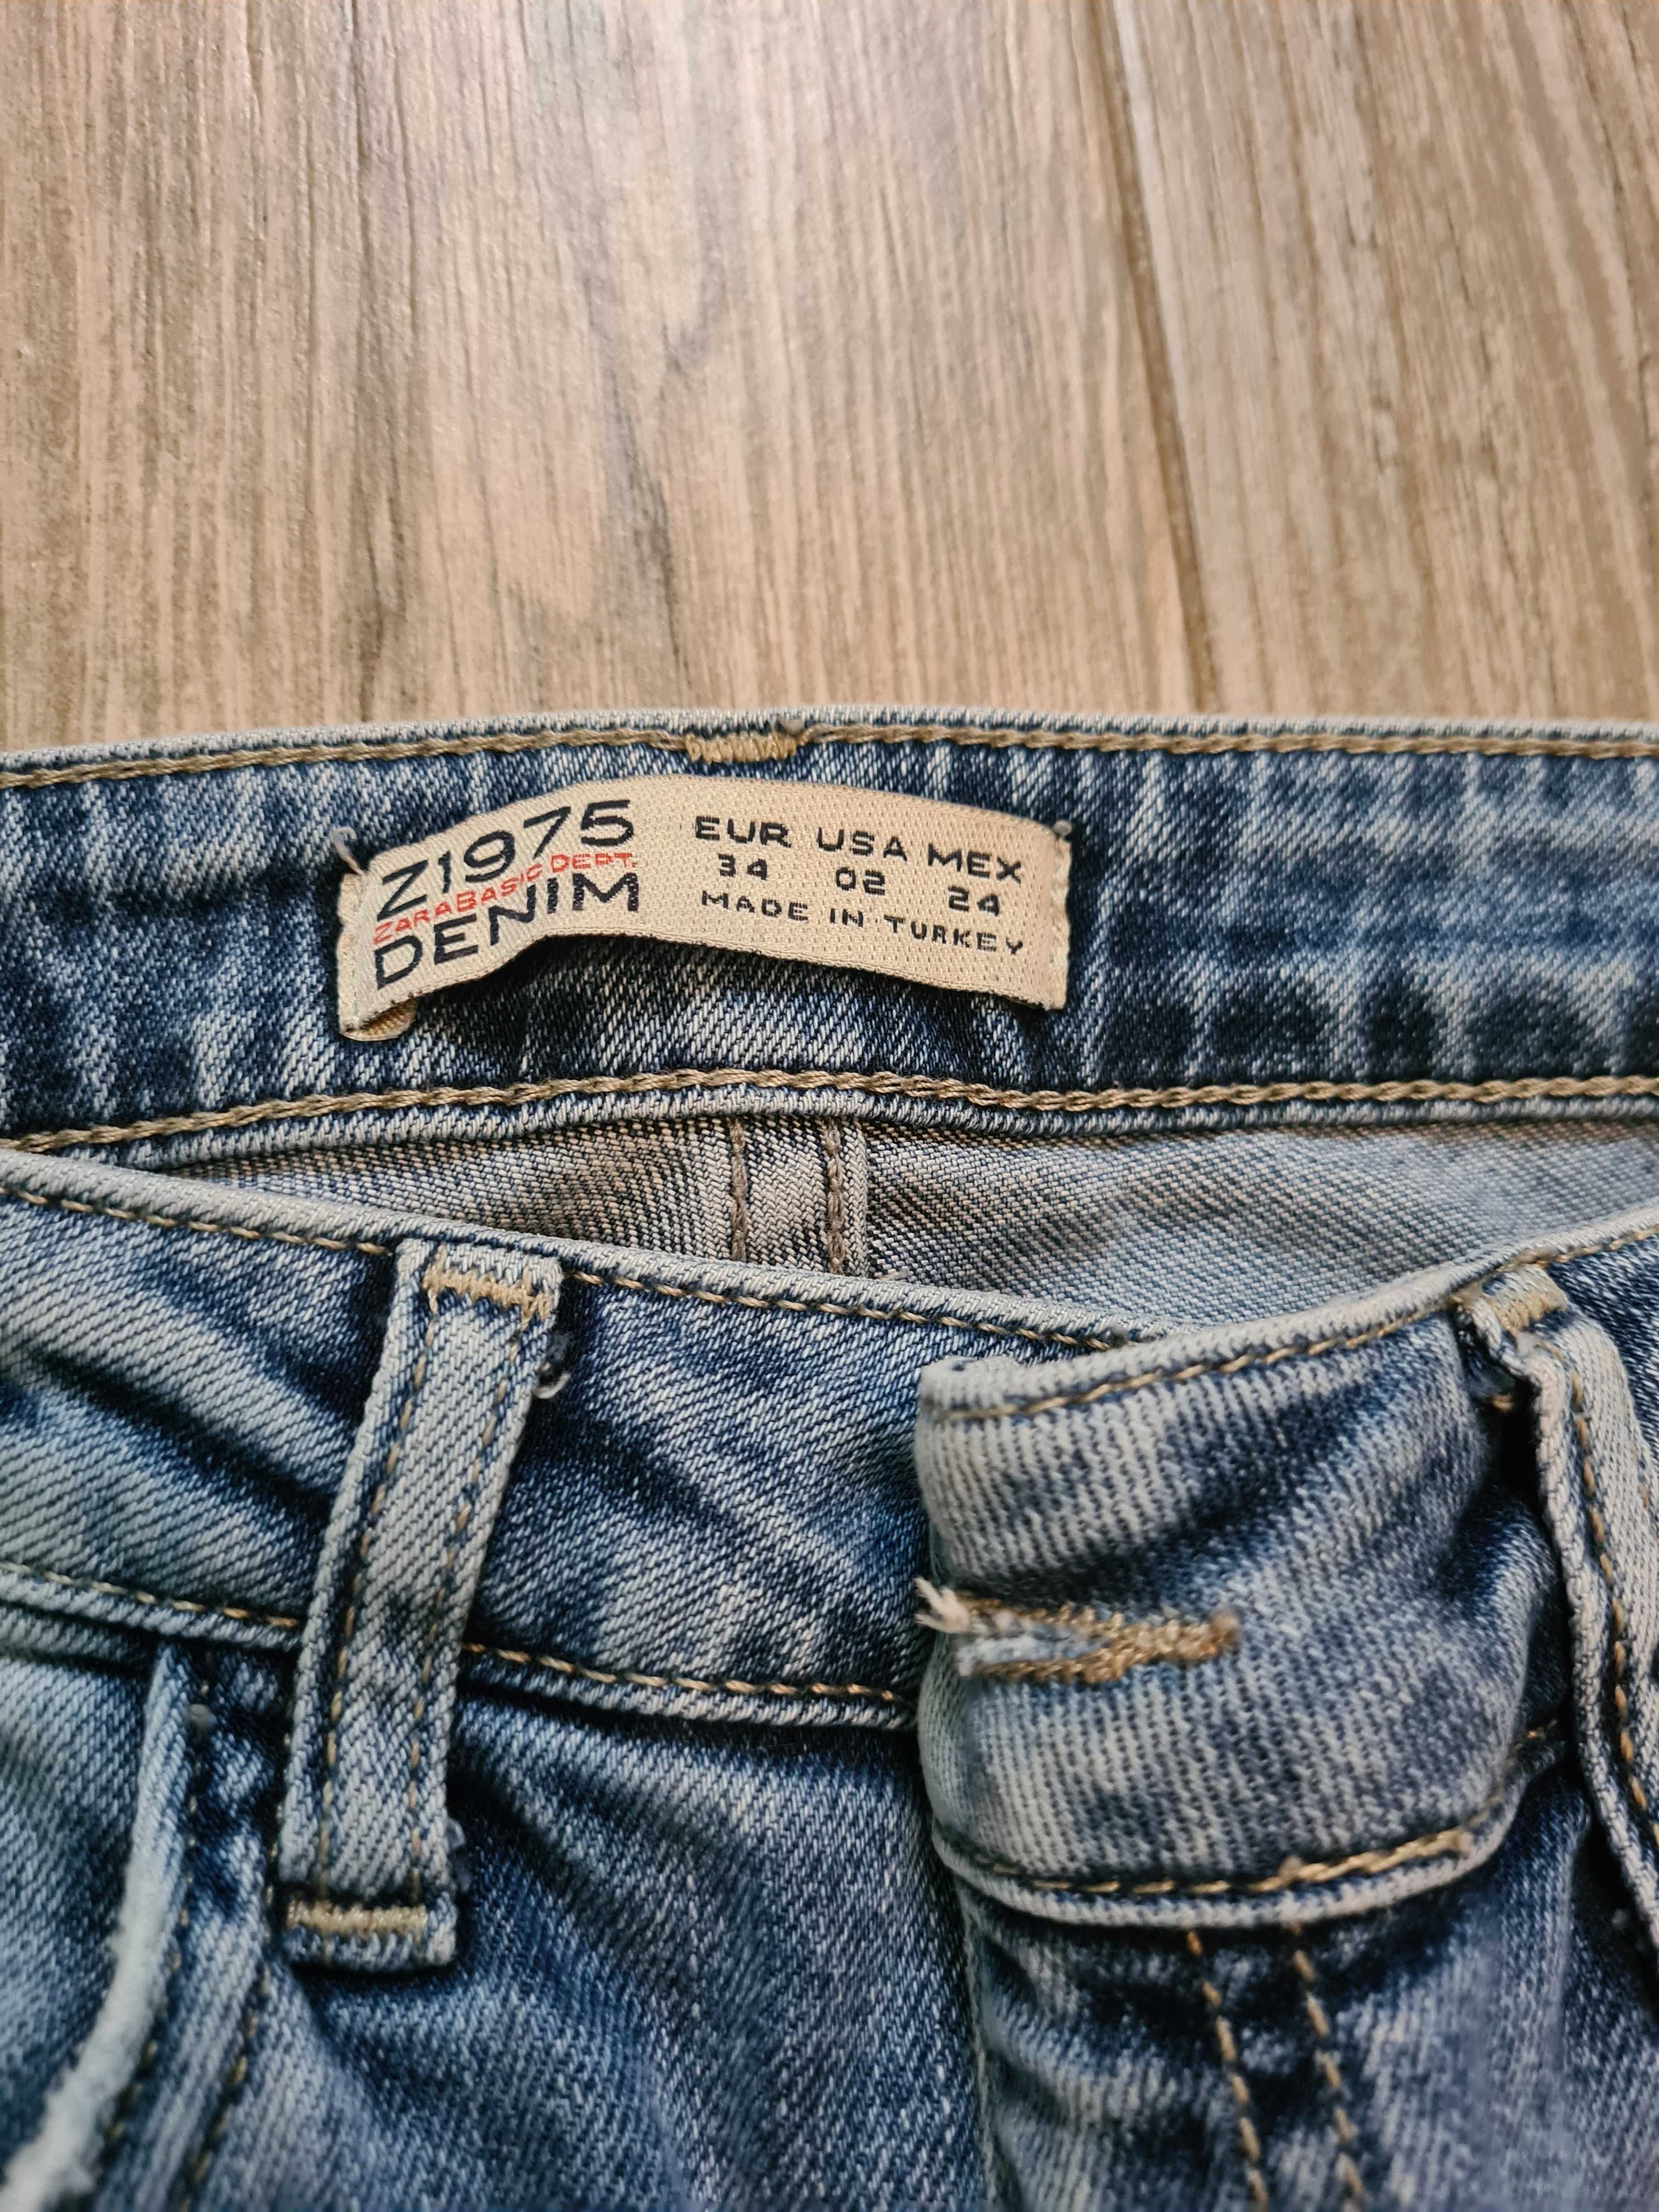 Z1975
ZARABASIC DEPT.
DENIM
EUR USA MEX
34 02 24
MADE IN TURKEY